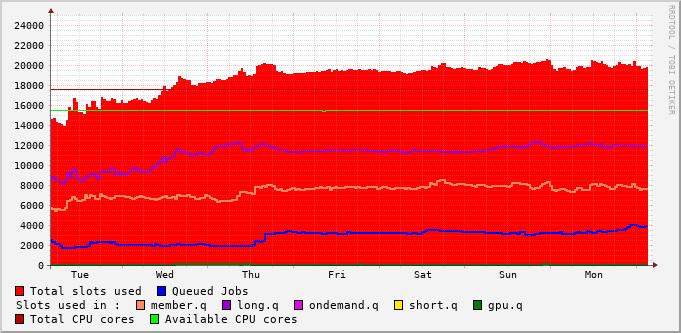 24000
22000
20000
18000
16000
14000
12000
10000
8000
6000
4000
2000
0
Tue Wed Thu Fri Sat Sun Mon
Total slots used Queued Jobs
Slots used in : member.q long.q ondemand.q short.q gpu.q
Total CPU cores Available CPU cores
RRDTOOL / TOBI OETIKER